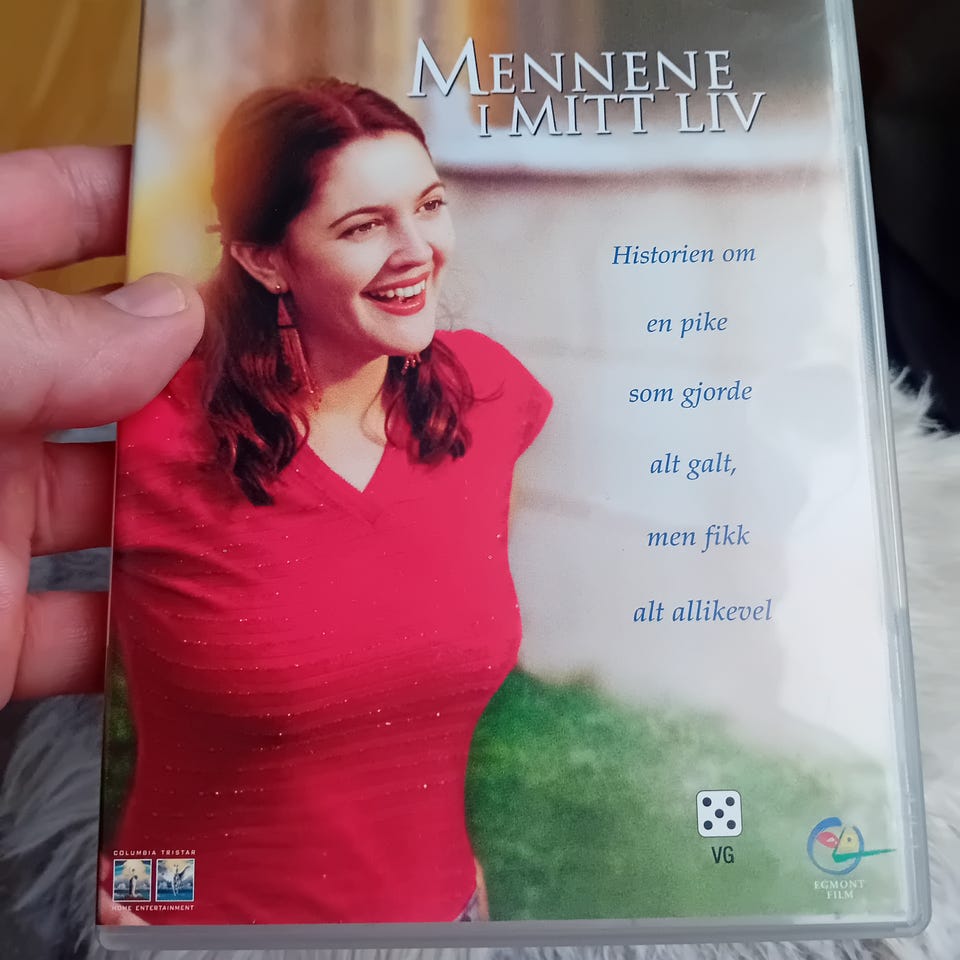 MENNENE
I MITT LIV
Historien om
en pike
som gjorde
alt galt,
men fikk
alt allikevel
VG
COLUMBIA TRISTAR
HOME ENTERTAINMENT
EGMONT
FILM